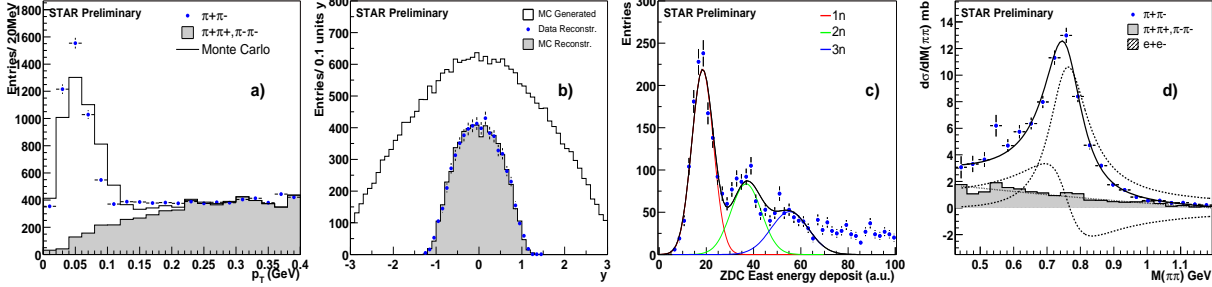 STAR Preliminary
π+π-
π+π+,π-π-
Monte Carlo
a)
Entries/ 20MeV
1800
1600
1400
1200
1000
800
600
400
200
0
0 0.05 0.1 0.15 0.2 0.25 0.3 0.35 0.4
pT (GeV)
STAR Preliminary
MC Generated
Data Reconstr.
MC Reconstr.
b)
Entries/ 0.1 units y
800
700
600
500
400
300
200
100
0
-3 -2 -1 0 1 2 3
y
STAR Preliminary
1n
2n
3n
c)
Entries
300
250
200
150
100
50
0
0 20 40 60 80 100
ZDC East energy deposit (a.u.)
STAR Preliminary
π+π-
π+π+,π-π-
e+e-
d)
dσ/dM(ππ) mb
14
12
10
8
6
4
2
0
-2
0.5 0.6 0.7 0.8 0.9 1 1.1
M(ππ) GeV